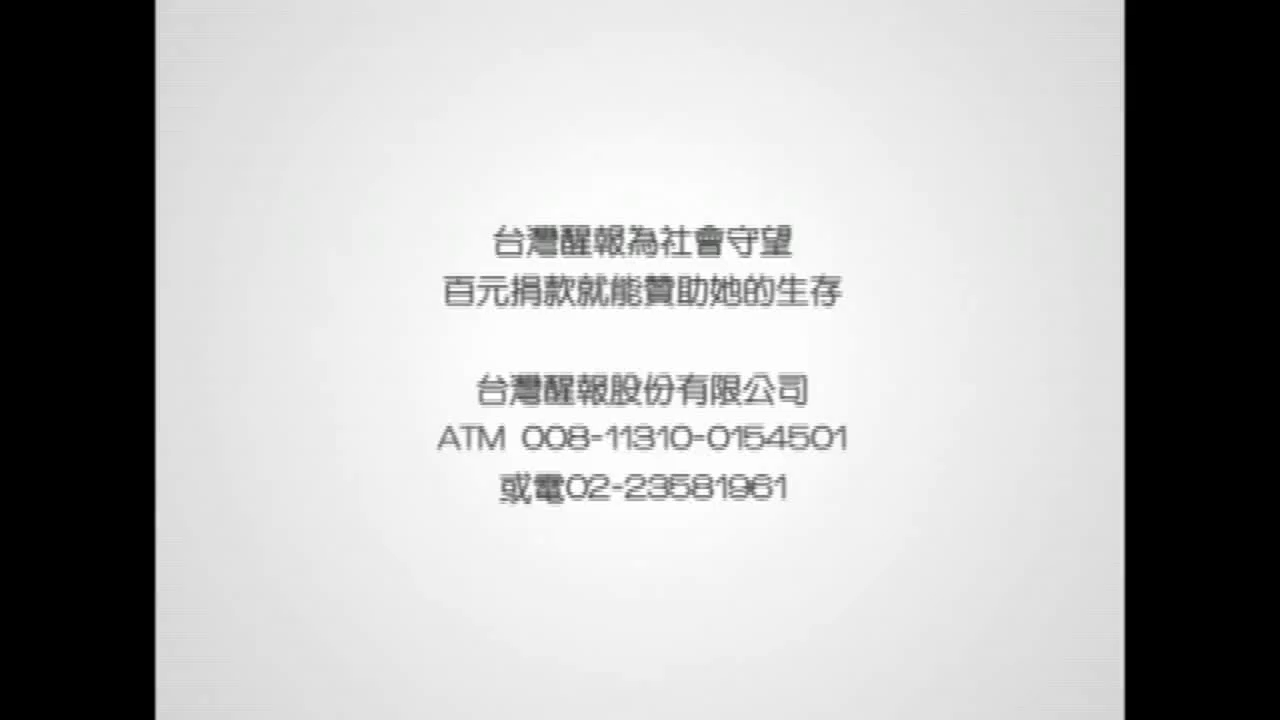 台灣醒報為社會守望
百元捐款就能贊助她的生存
台灣醒報股份有限公司
ATM 008-11310-0154501
或電02-23581961